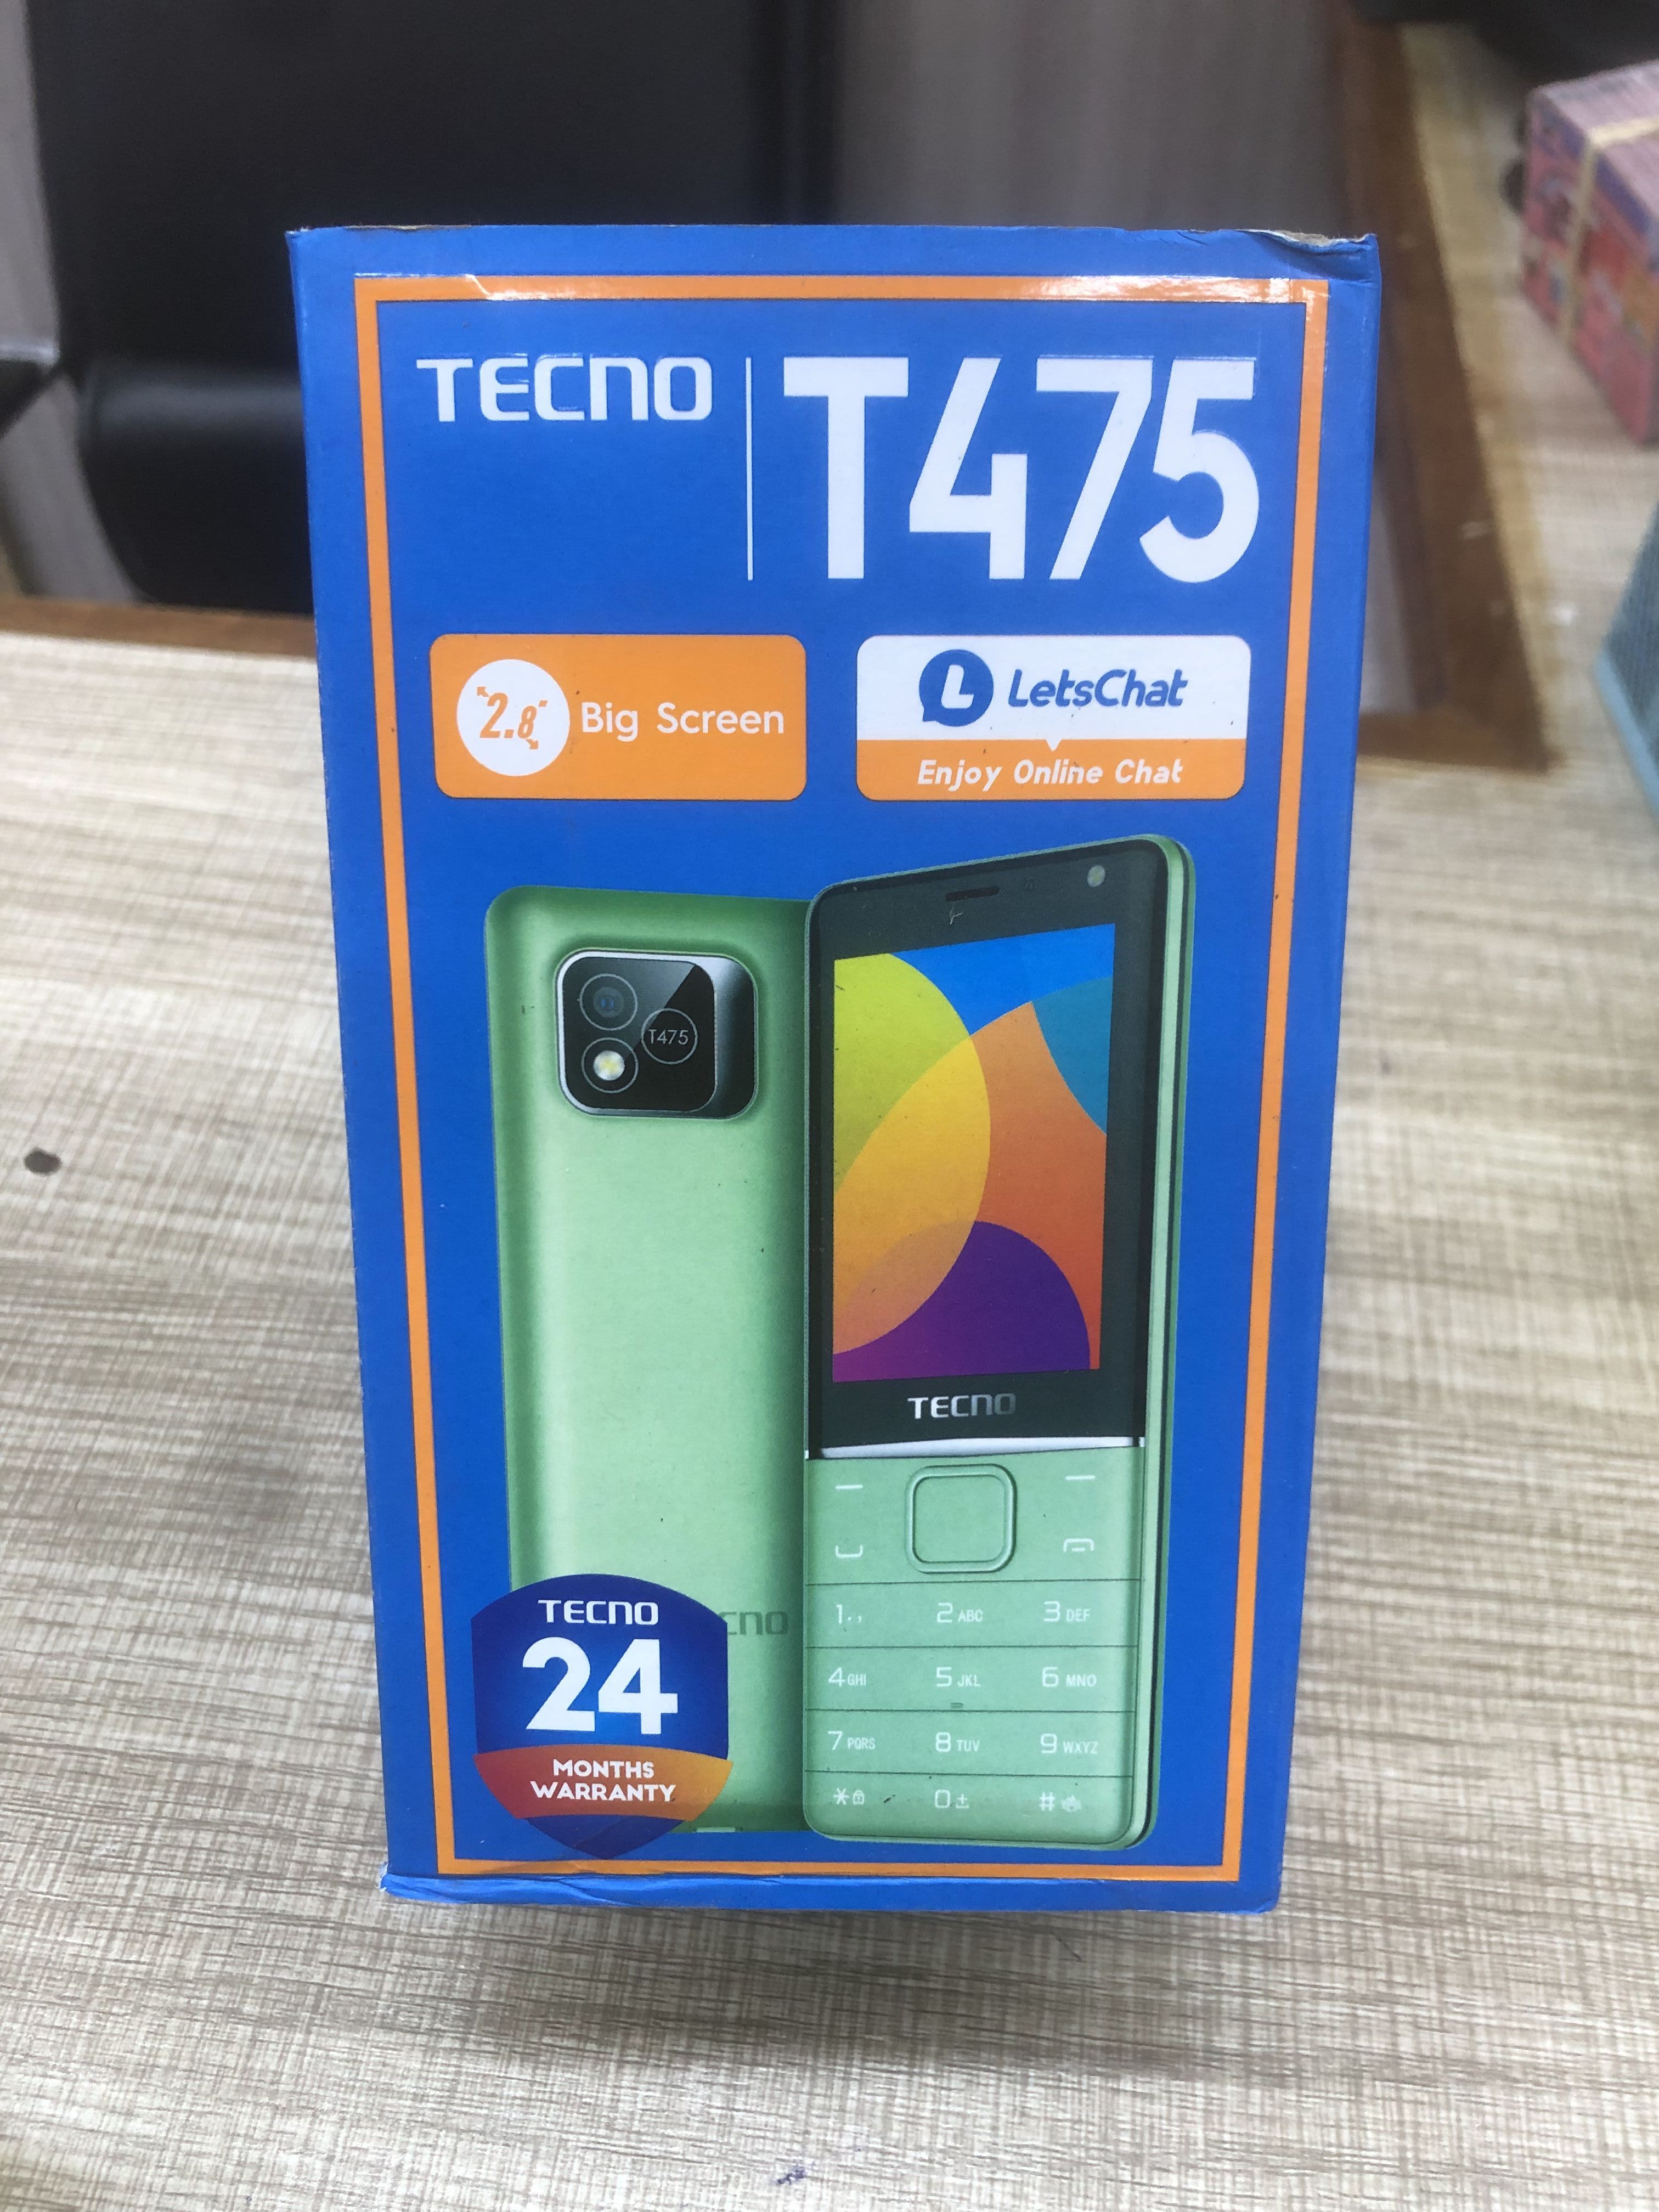 TECNO
T475
2.8"
Big Screen
LetsChat
Enjoy Online Chat
T475
TECNO
CNO
TECNO
24
MONTHS
WARRANTY
1.,
2 ABC
3 DEF
4 GHI
5 JKL
6 MNO
7 PQRS
8 TUV
9 WXYZ
*
0 +
#